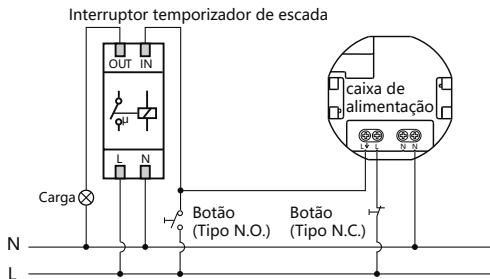 Interruptor temporizador de escada
OUT IN
μ
L N
caixa de
alimentação
L↓ L N N
Carga
Botão
(Tipo N.O.)
Botão
(Tipo N.C.)
N
L